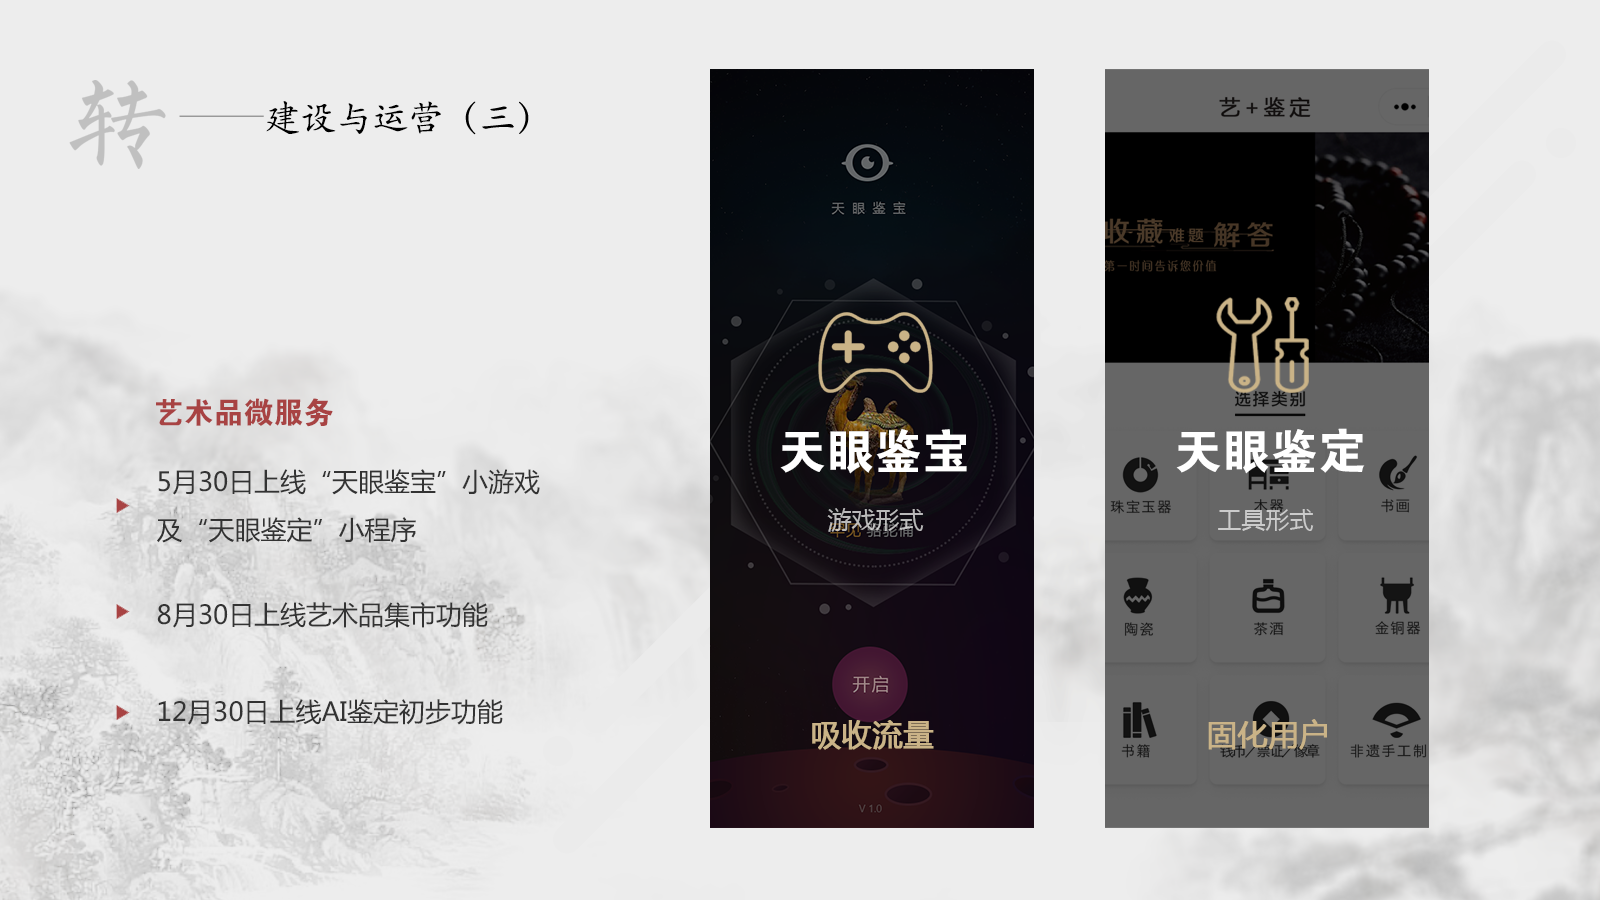 转
建设与运营（三）
艺术品微服务
5月30日上线“天眼鉴宝”小游戏
及“天眼鉴定”小程序
8月30日上线艺术品集市功能
12月30日上线AI鉴定初步功能
天眼鉴宝
天眼鉴宝
游戏形式
罕见 骆驼俑
开启
吸收流量
V 1.0
艺+鉴定
收藏难题解答
第一时间告诉您价值
选择类别
天眼鉴定
珠宝玉器 木器 书画
工具形式
陶瓷 茶酒 金铜器
固化用户
书籍 钱币/票证/像章 非遗手工制